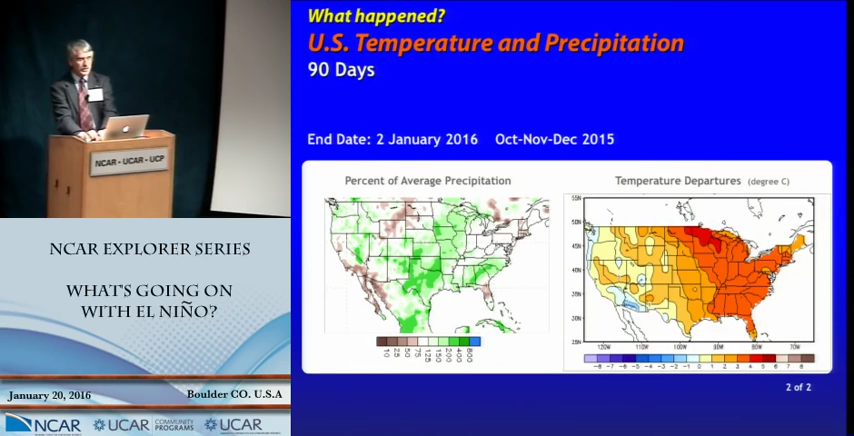 What happened?
U.S. Temperature and Precipitation
90 Days
End Date: 2 January 2016 Oct-Nov-Dec 2015
Percent of Average Precipitation
Temperature Departures (degree C)
55N
50N
45N
40N
35N
30N
25N
120W 110W 100W 90W 80W 70W
10 25 50 75 125 150 200 400 800
-8 -7 -6 -5 -4 -3 -2 -1 0 1 2 3 4 5 6 7 8
2 of 2
NCAR - UCAR - UCP
NCAR EXPLORER SERIES
WHAT'S GOING ON
WITH EL NIÑO?
January 20, 2016 Boulder CO. U.S.A
NCAR UCAR COMMUNITY PROGRAMS UCAR